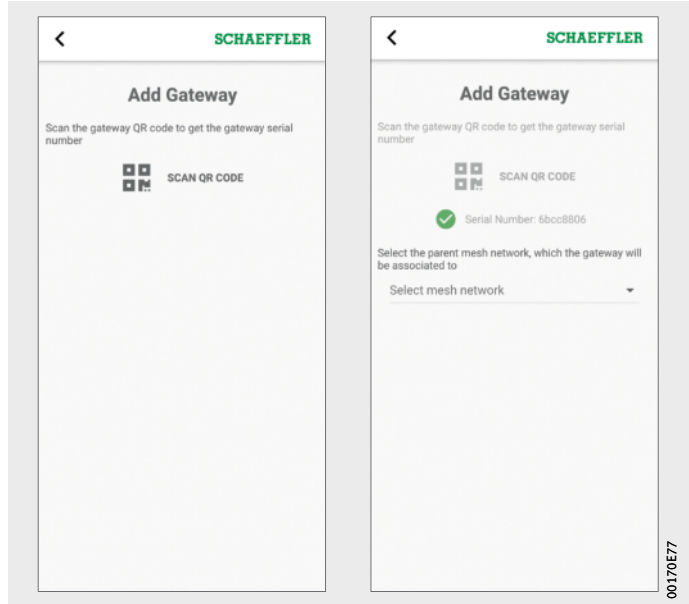 SCHAEFFLER
Add Gateway
Scan the gateway QR code to get the gateway serial
number
SCAN QR CODE
SCHAEFFLER
Add Gateway
Scan the gateway QR code to get the gateway serial
number
SCAN QR CODE
Serial Number: 6bcc8806
Select the parent mesh network, which the gateway will
be associated to
Select mesh network
00170E77